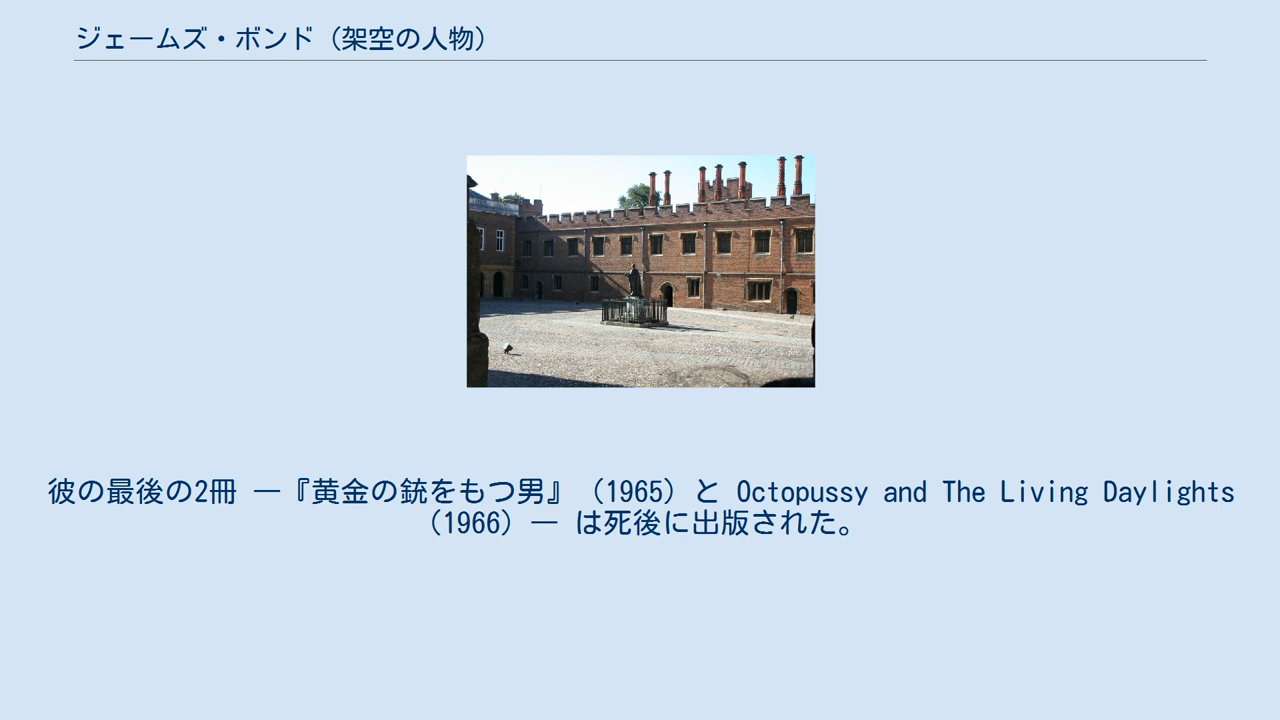 ジェームズ・ボンド（架空の人物）
彼の最後の2冊 ―『黄金の銃をもつ男』（1965）と Octopussy and The Living Daylights
（1966）― は死後に出版された。